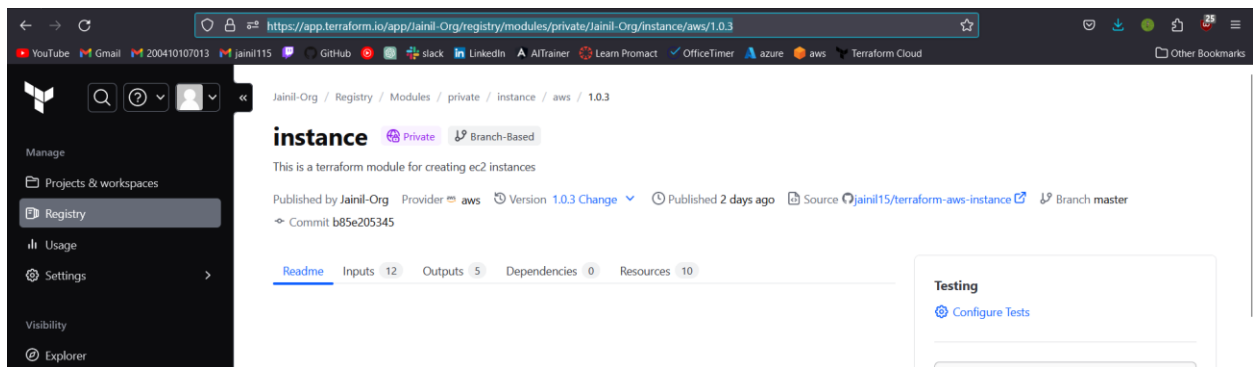 https://app.terraform.io/app/Jainil-Org/registry/modules/private/Jainil-Org/instance/aws/1.0.3
25
YouTube Gmail 200410107013 jainil115 GitHub slack LinkedIn AITrainer Learn Promact OfficeTimer azure aws Terraform Cloud Other Bookmarks
Jainil-Org / Registry / Modules / private / instance / aws / 1.0.3
instance Private Branch-Based
This is a terraform module for creating ec2 instances
Published by Jainil-Org Provider aws Version 1.0.3 Change Published 2 days ago Source jainil15/terraform-aws-instance Branch master
Commit b85e205345
Readme Inputs 12 Outputs 5 Dependencies 0 Resources 10
Testing
Configure Tests
Manage
Projects & workspaces
Registry
Usage
Settings
Visibility
Explorer